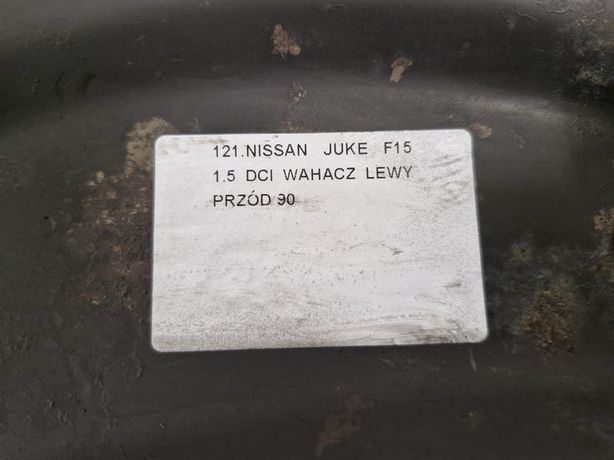 121.NISSAN JUKE F15
1.5 DCI WAHACZ LEWY
PRZÓD 90